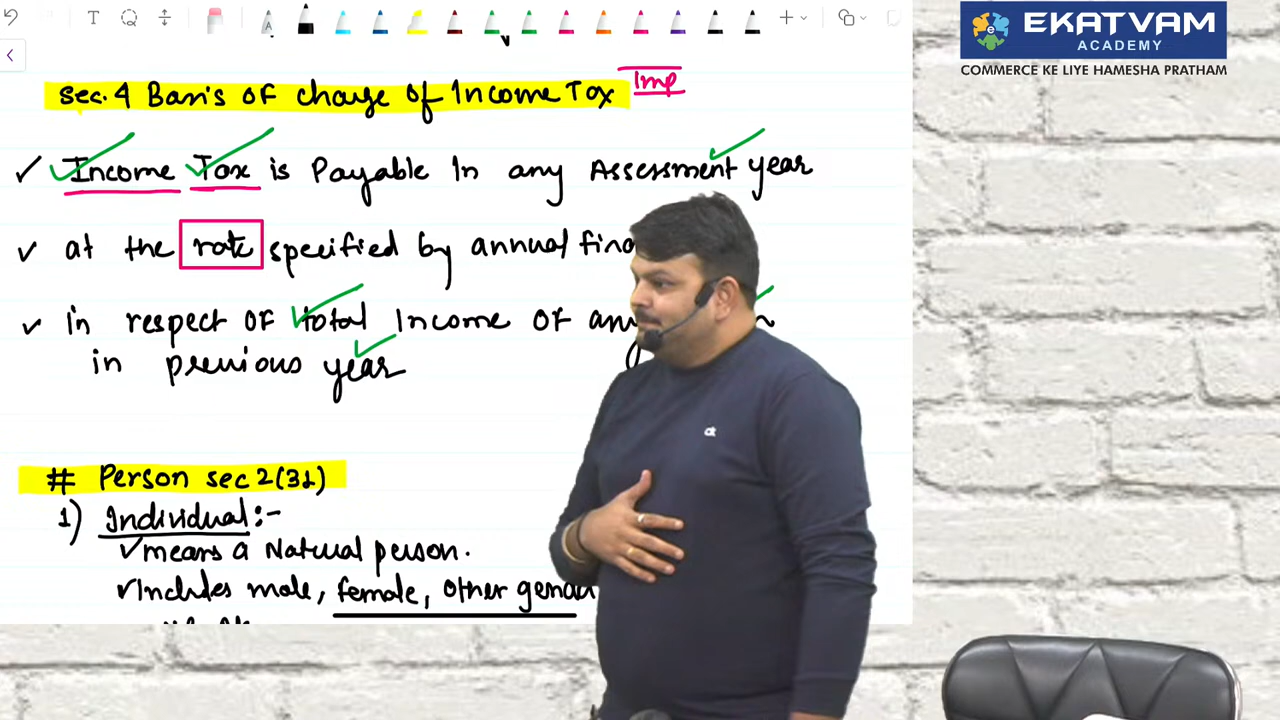 EKATVAM
ACADEMY
COMMERCE KE LIYE HAMESHA PRATHAM
Sec. 4 Basis of charge of Income Tax Imp
✓ Income Tax is Payable In any Assessment year
✓ at the rate specified by annual fina
✓ in respect of total Income of any
in previous year
# Person sec 2(31)
1) Individual:-
✓ means a Natural person.
✓ Includes male, female, other gender